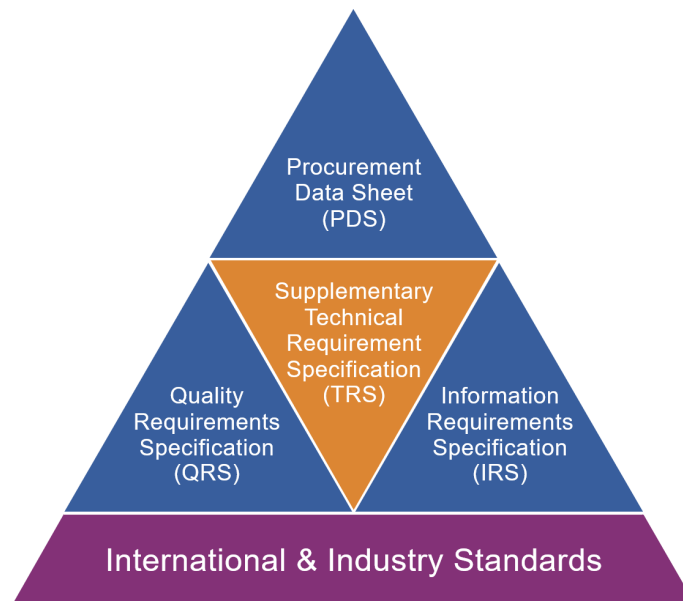 Procurement
Data Sheet
(PDS)
Supplementary
Technical
Requirement
Specification
(TRS)
Quality
Requirements
Specification
(QRS)
Information
Requirements
Specification
(IRS)
International & Industry Standards